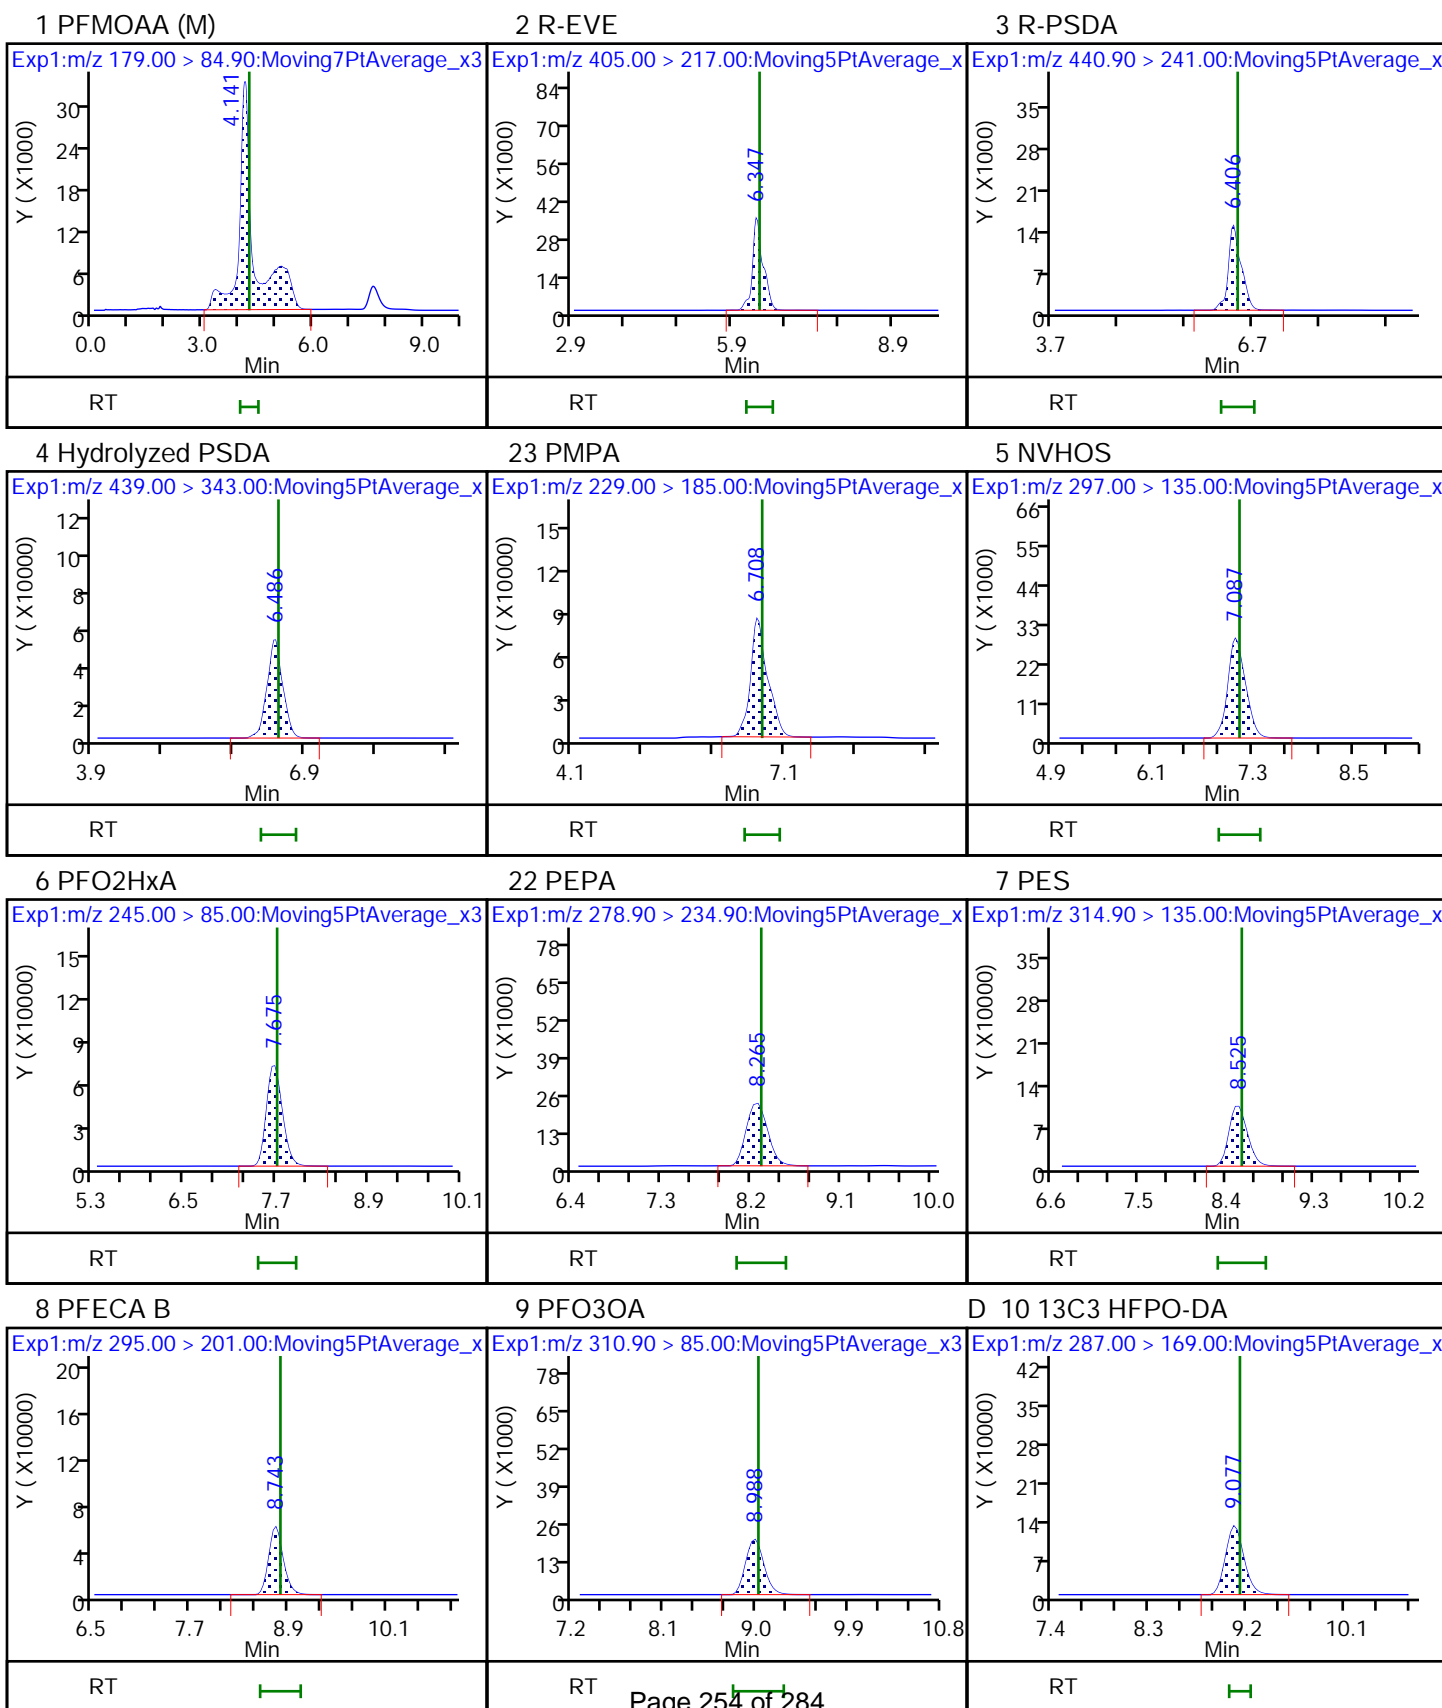 1 PFMOAA (M)
Exp1:m/z 179.00 > 84.90:Moving7PtAverage_x3
Y ( X1000)
30
24
18
12
6
0
4.141
0.0 3.0 6.0 9.0
Min
RT
2 R-EVE
Exp1:m/z 405.00 > 217.00:Moving5PtAverage_x
Y ( X1000)
84
70
56
42
28
14
0
6.347
2.9 5.9 8.9
Min
RT
3 R-PSDA
Exp1:m/z 440.90 > 241.00:Moving5PtAverage_x
Y ( X1000)
35
28
21
14
7
0
6.406
3.7 6.7
Min
RT
4 Hydrolyzed PSDA
Exp1:m/z 439.00 > 343.00:Moving5PtAverage_x
Y ( X10000)
12
10
8
6
4
2
0
6.486
3.9 6.9
Min
RT
23 PMPA
Exp1:m/z 229.00 > 185.00:Moving5PtAverage_x
Y ( X10000)
15
12
9
6
3
0
6.708
4.1 7.1
Min
RT
5 NVHOS
Exp1:m/z 297.00 > 135.00:Moving5PtAverage_x
Y ( X1000)
66
55
44
33
22
11
0
7.087
4.9 6.1 7.3 8.5
Min
RT
6 PFO2HxA
Exp1:m/z 245.00 > 85.00:Moving5PtAverage_x3
Y ( X10000)
15
12
9
6
3
0
7.675
5.3 6.5 7.7 8.9 10.1
Min
RT
22 PEPA
Exp1:m/z 278.90 > 234.90:Moving5PtAverage_x
Y ( X1000)
78
65
52
39
26
13
0
8.265
6.4 7.3 8.2 9.1 10.0
Min
RT
7 PES
Exp1:m/z 314.90 > 135.00:Moving5PtAverage_x
Y ( X10000)
35
28
21
14
7
0
8.525
6.6 7.5 8.4 9.3 10.2
Min
RT
8 PFECA B
Exp1:m/z 295.00 > 201.00:Moving5PtAverage_x
Y ( X10000)
20
16
12
8
4
0
8.743
6.5 7.7 8.9 10.1
Min
RT
9 PFO3OA
Exp1:m/z 310.90 > 85.00:Moving5PtAverage_x3
Y ( X1000)
78
65
52
39
26
13
0
8.988
7.2 8.1 9.0 9.9 10.8
Min
RT
D 10 13C3 HFPO-DA
Exp1:m/z 287.00 > 169.00:Moving5PtAverage_x
Y ( X10000)
42
35
28
21
14
7
0
9.077
7.4 8.3 9.2 10.1
Min
RT
Page 254 of 284